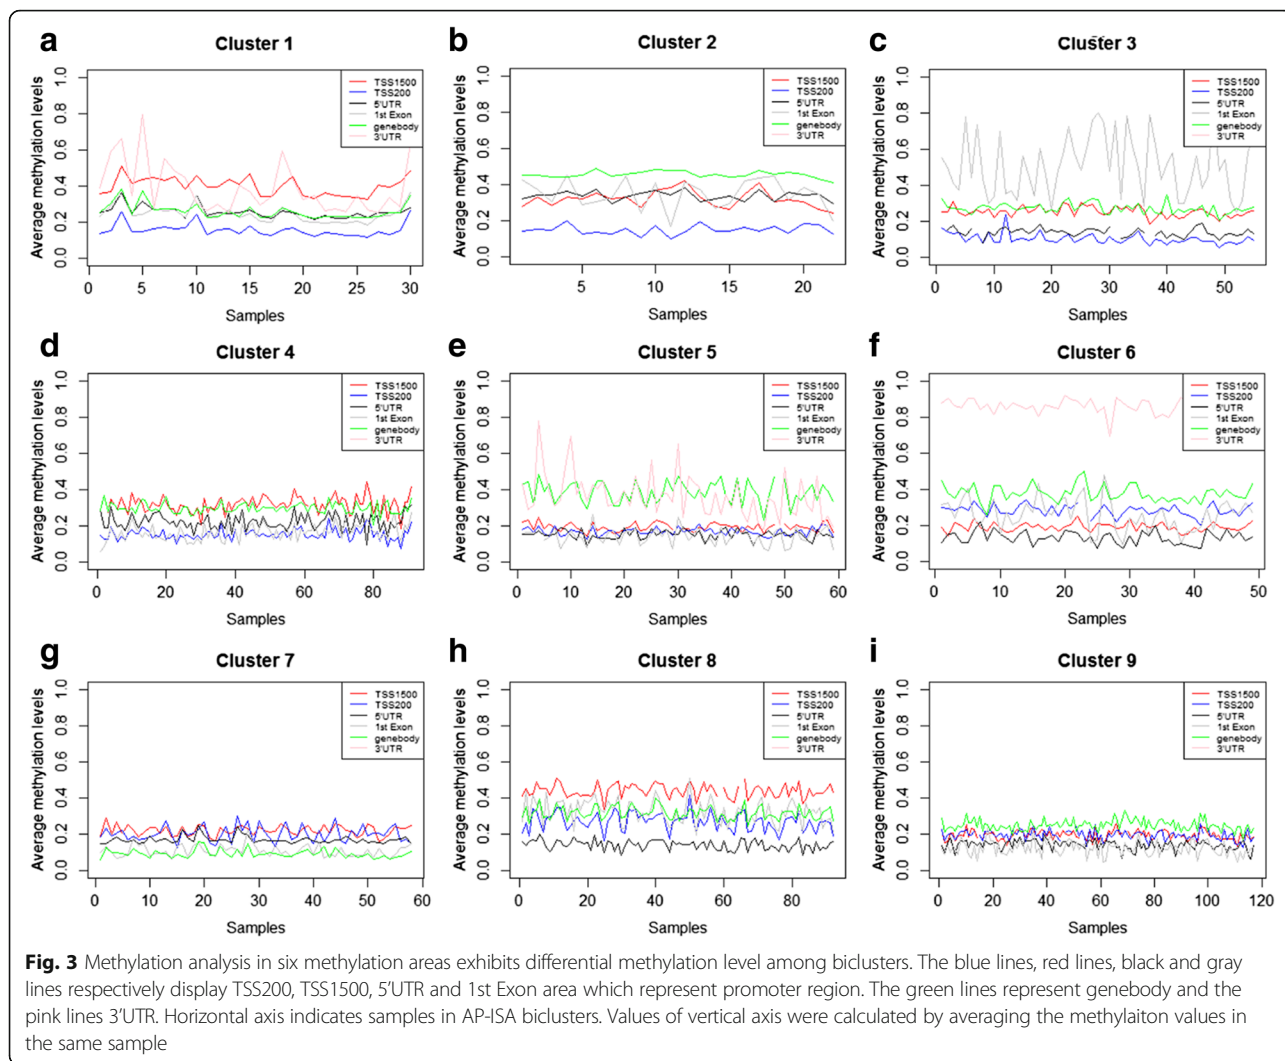 a
Cluster 1
Average methylation levels
0.0 0.2 0.4 0.6 0.8 1.0
TSS1500
TSS200
5'UTR
1st Exon
genebody
3'UTR
0 5 10 15 20 25 30
Samples
b
Cluster 2
Average methylation levels
0.0 0.2 0.4 0.6 0.8 1.0
TSS1500
TSS200
5'UTR
1st Exon
genebody
3'UTR
5 10 15 20
Samples
c
Cluster 3
Average methylation levels
0.0 0.2 0.4 0.6 0.8 1.0
TSS1500
TSS200
5'UTR
1st Exon
genebody
3'UTR
0 10 20 30 40 50
Samples
d
Cluster 4
Average methylation levels
0.0 0.2 0.4 0.6 0.8 1.0
TSS1500
TSS200
5'UTR
1st Exon
genebody
3'UTR
0 20 40 60 80
Samples
e
Cluster 5
Average methylation levels
0.0 0.2 0.4 0.6 0.8 1.0
TSS1500
TSS200
5'UTR
1st Exon
genebody
3'UTR
0 10 20 30 40 50 60
Samples
f
Cluster 6
Average methylation levels
0.0 0.2 0.4 0.6 0.8 1.0
TSS1500
TSS200
5'UTR
1st Exon
genebody
3'UTR
0 10 20 30 40 50
Samples
g
Cluster 7
Average methylation levels
0.0 0.2 0.4 0.6 0.8 1.0
TSS1500
TSS200
5'UTR
1st Exon
genebody
3'UTR
0 10 20 30 40 50 60
Samples
h
Cluster 8
Average methylation levels
0.0 0.2 0.4 0.6 0.8 1.0
TSS1500
TSS200
5'UTR
1st Exon
genebody
3'UTR
0 20 40 60 80
Samples
i
Cluster 9
Average methylation levels
0.0 0.2 0.4 0.6 0.8 1.0
TSS1500
TSS200
5'UTR
1st Exon
genebody
3'UTR
0 20 40 60 80 100 120
Samples
Fig. 3 Methylation analysis in six methylation areas exhibits differential methylation level among biclusters. The blue lines, red lines, black and gray
lines respectively display TSS200, TSS1500, 5'UTR and 1st Exon area which represent promoter region. The green lines represent genebody and the
pink lines 3'UTR. Horizontal axis indicates samples in AP-ISA biclusters. Values of vertical axis were calculated by averaging the methylaiton values in
the same sample